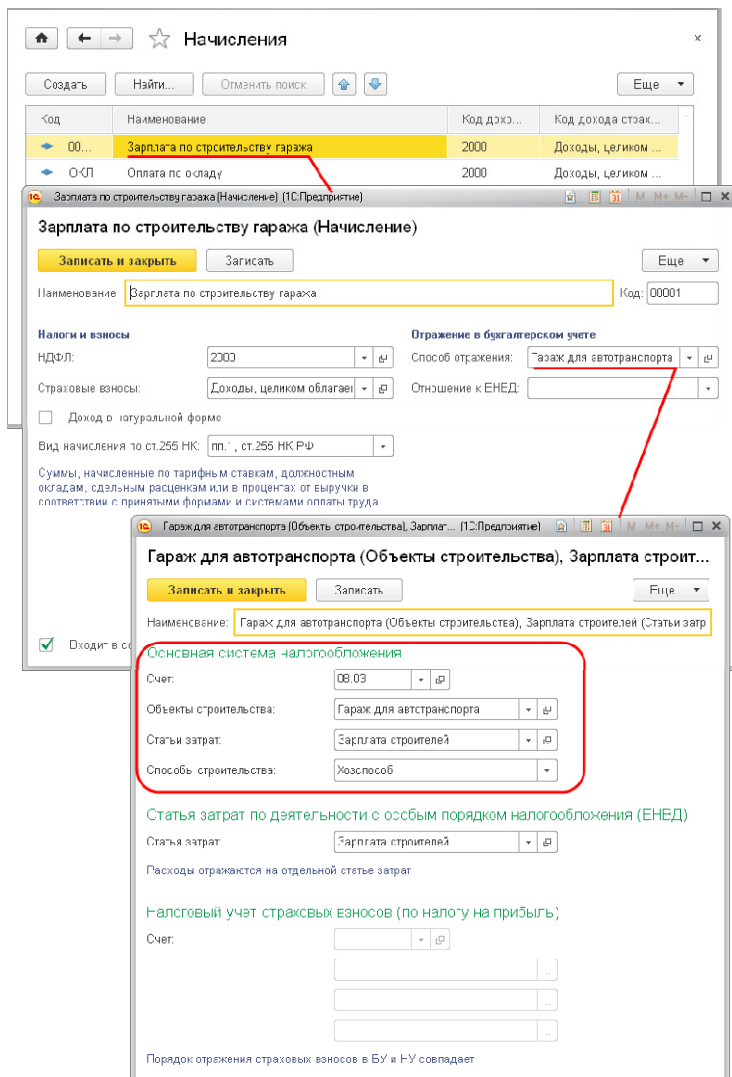 Начисления
Создать Найти... Отменить поиск Еще
Код Наименование Код дохо... Код дохода страх...
00... Зарплата по строительству гаража 2000 Доходы, целиком ...
ОКЛ Оплата по окладу 2000 Доходы, целиком ...
Зарплата по строительству гаража (Начисление) (1С:Предприятие) M M+ M-
Зарплата по строительству гаража (Начисление)
Записать и закрыть Записать Еще
Наименование Зарплата по строительству гаража Код: 00001
Налоги и взносы Отражение в бухгалтерском учете
НДФЛ: 2000 Способ отражения: Гараж для автотранспорта
Страховые взносы: Доходы, целиком облагаем Отношение к ЕНВД:
Доход в натуральной форме
Вид начисления по ст.255 НК: пп.1, ст.255 НК РФ
Суммы, начисленные по тарифным ставкам, должностным
окладам, сдельным расценкам или в процентах от выручки в
соответствии с принятыми формами и системами оплаты труда
Гараж для автотранспорта (Объекты строительства), Зарплат... (1С:Предприятие) M M+ M-
Гараж для автотранспорта (Объекты строительства), Зарплата строит...
Записать и закрыть Записать Еще
Наименование: Гараж для автотранспорта (Объекты строительства), Зарплата строителей (Статьи затр
Входит в со
Основная система налогообложения
Счет: 08.03
Объекты строительства: Гараж для автотранспорта
Статьи затрат: Зарплата строителей
Способы строительства: Хозспособ
Статья затрат по деятельности с особым порядком налогообложения (ЕНВД)
Статья затрат: Зарплата строителей
Расходы отражаются на отдельной статье затрат
Налоговый учет страховых взносов (по налогу на прибыль)
Счет:
Порядок отражения страховых взносов в БУ и НУ совпадает